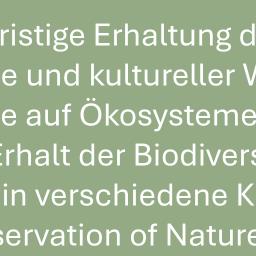 ristige Erhaltung d
e und kultureller W
e auf Ökosysteme
Erhalt der Biodivers
in verschiedene K
servation of Nature